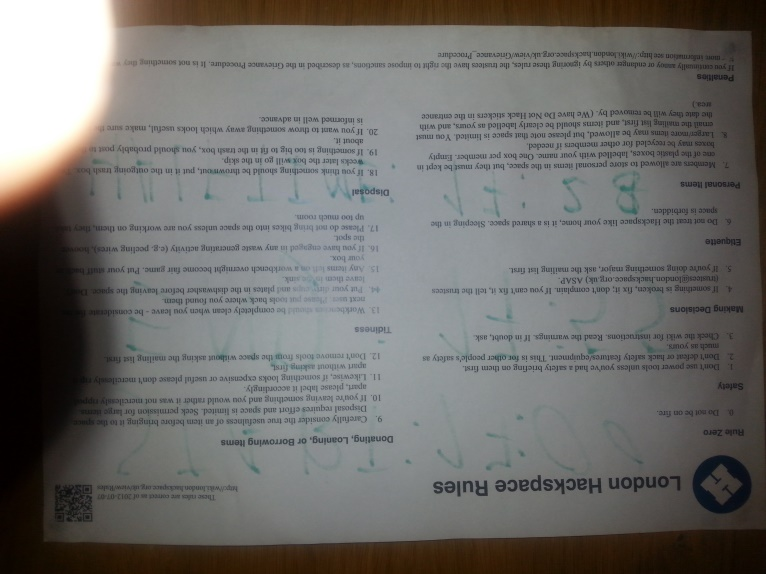 London Hackspace Rules
These rules are correct as of 2012-07-07
http://wiki.london.hackspace.org.uk/view/Rules
Rule Zero
0. Do not be on fire.
Safety
1. Don't use power tools unless you've had a safety briefing on them first.
2. Don't defeat or hack safety features/equipment. This is for other people's safety as
much as yours.
3. Check the wiki for instructions. Read the warnings. If in doubt, ask.
Making Decisions
4. If something is broken, fix it; don't complain. If you can't fix it, tell the trustees
(trustees@london.hackspace.org.uk) ASAP.
5. If you're doing something major, ask the mailing list first.
Etiquette
6. Do not treat the Hackspace like your home, it is a shared space. Sleeping in the
space is forbidden.
Personal Items
7. Members are allowed to store personal items in the space, but they must be kept in
one of the plastic boxes, labelled with your name. One box per member. Empty
boxes may be recycled for other members if needed.
8. Larger/more items may be allowed, but please note that space is limited. You must
email the mailing list first, and items should be clearly labelled as yours, and with
the date they will be removed by. (We have Do Not Hack stickers in the entrance
area.)
Donating, Loaning, or Borrowing Items
9. Carefully consider the true usefulness of an item before bringing it to the space.
Disposal requires effort and space is limited. Seek permission for large items.
10. If you're leaving something and you would rather it was not mercilessly ripped
apart, please label it accordingly.
11. Likewise, if something looks expensive or useful please don't mercilessly rip
apart without asking first.
12. Don't remove tools from the space without asking the mailing list first.
Tidiness
13. Workbenches should be completely clean when you leave - be considerate
next user. Please put tools back where you found them.
14. Put your dirty cups and plates in the dishwasher before leaving the space.
leave them in the sink.
15. Any items left on a workbench overnight become fair game. Put your stuff
your box.
16. If you have engaged in any waste generating activity (e.g. peeling wires),
the spot.
17. Please do not bring bikes into the space unless you are working on them, they
up too much room.
Disposal
18. If you think something should be thrown out, put it in the outgoing trash box.
weeks later the box will go in the skip.
19. If something is too big to fit in the trash box, you should probably post to
about it.
20. If you want to throw something away which looks useful, make sure
is informed well in advance.
Penalties
If you continually annoy or endanger others by ignoring these rules, the trustees have the right to impose sanctions, as described in the Grievance Procedure. It is not something they
more information see http://wiki.london.hackspace.org.uk/view/Grievance_Procedure